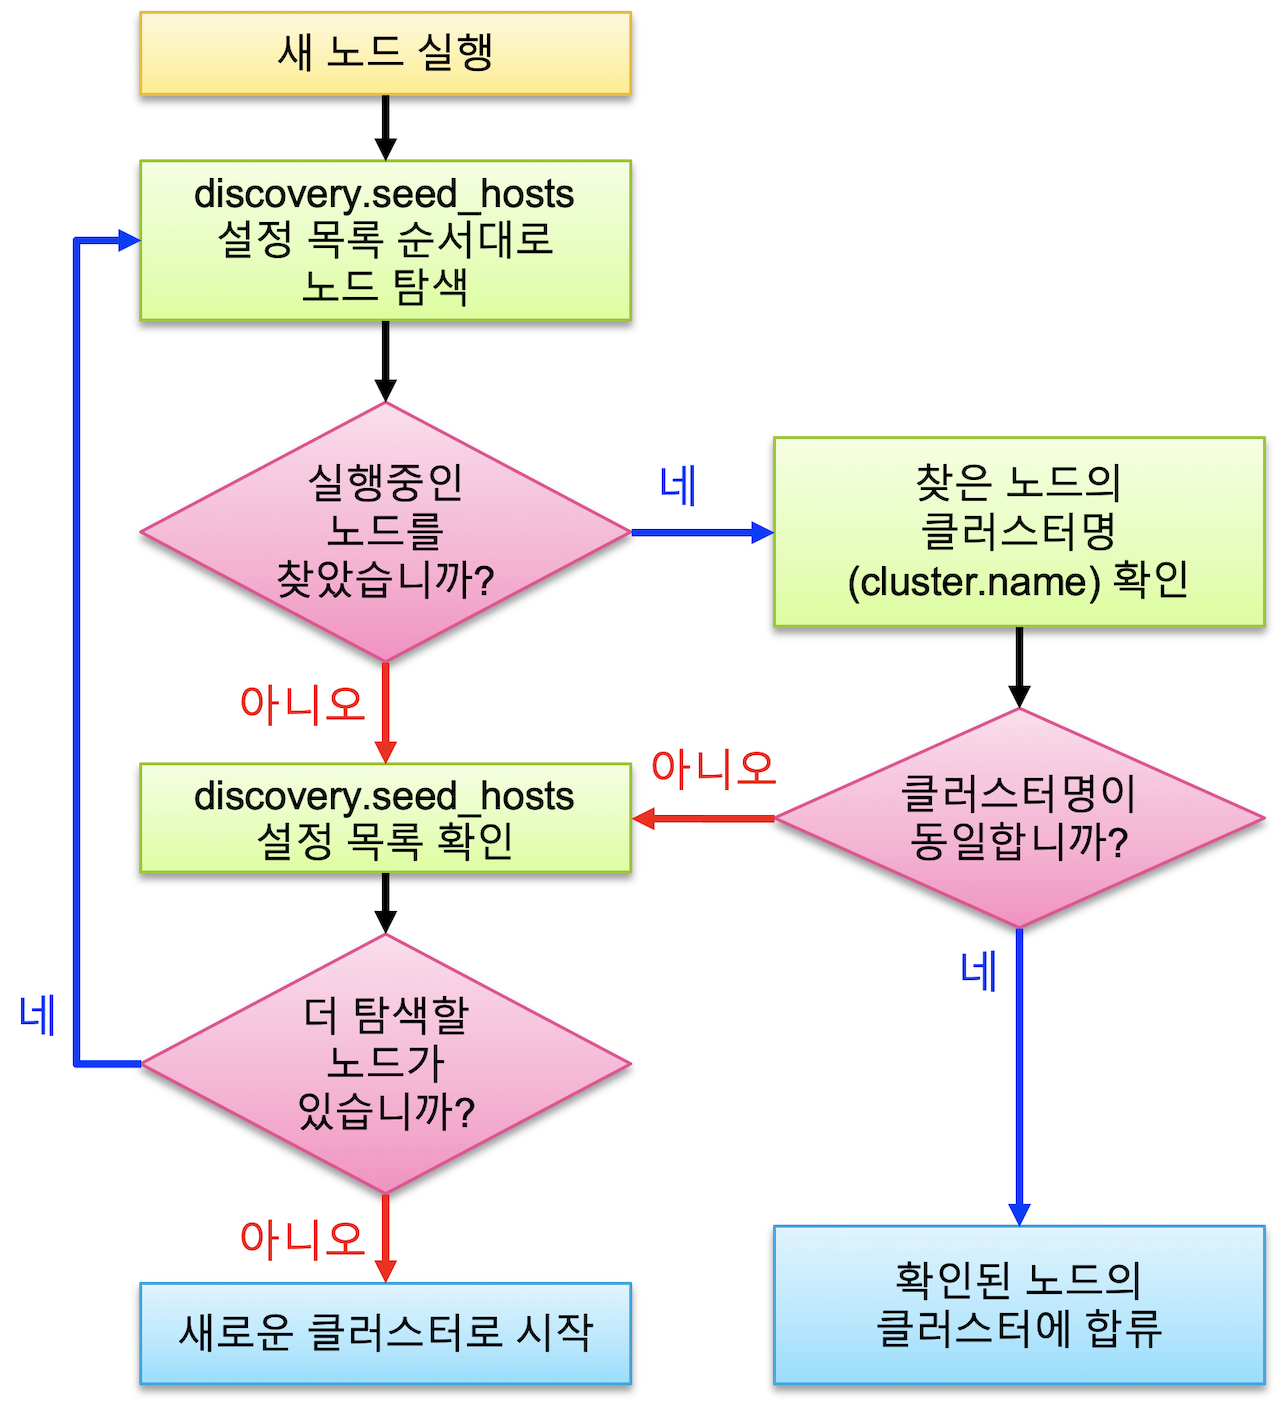 새 노드 실행
discovery.seed_hosts
설정 목록 순서대로
노드 탐색
실행중인
노드를
찾았습니까?
네
찾은 노드의
클러스터명
(cluster.name) 확인
아니오
discovery.seed_hosts
설정 목록 확인
아니오
클러스터명이
동일합니까?
네
더 탐색할
노드가
있습니까?
네
아니오
새로운 클러스터로 시작
확인된 노드의
클러스터에 합류